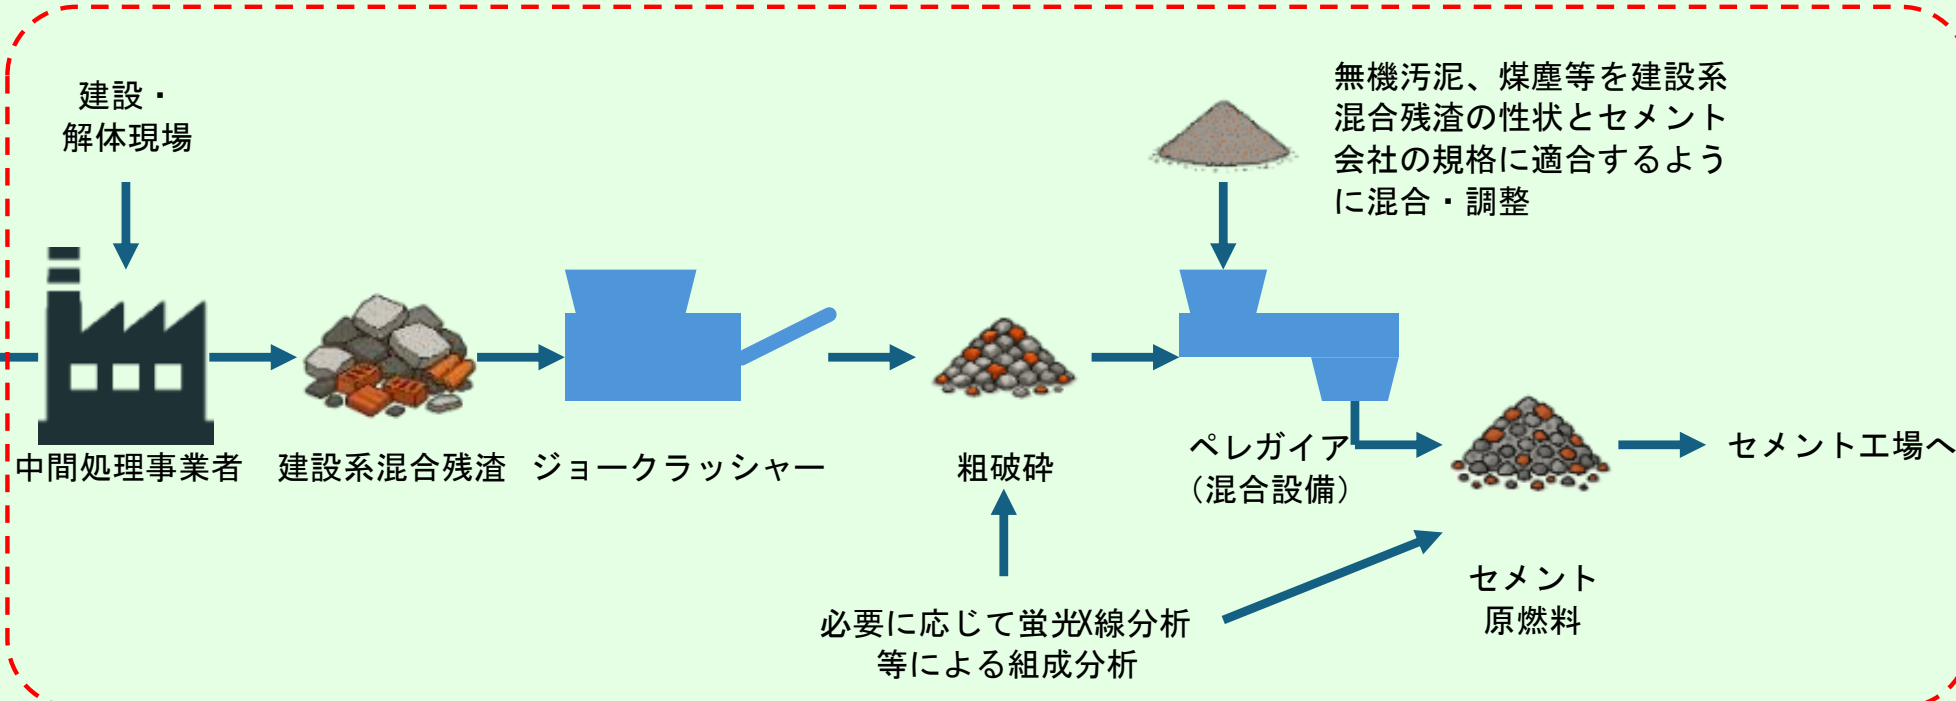 建設・
解体現場
無機汚泥、煤塵等を建設系
混合残渣の性状とセメント
会社の規格に適合するよう
に混合・調整
中間処理事業者
建設系混合残渣
ジョークラッシャー
粗破砕
ペレガイア
（混合設備）
セメント工場へ
セメント
原燃料
必要に応じて蛍光X線分析
等による組成分析